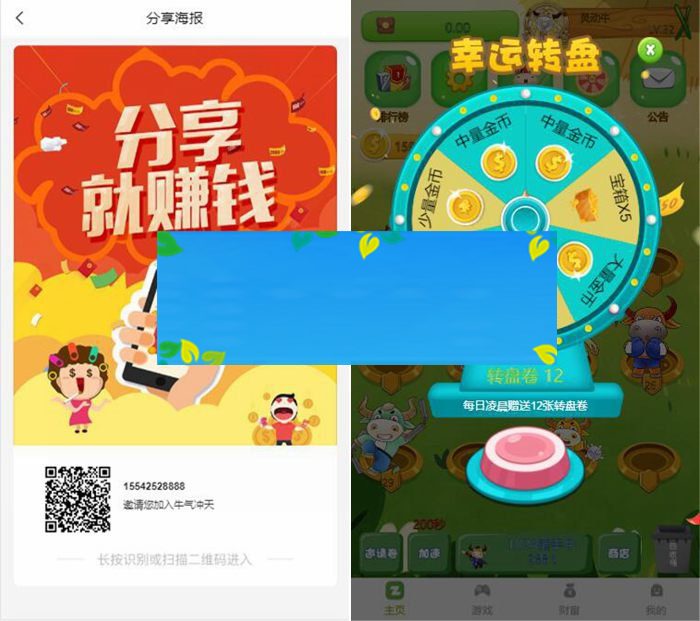 分享海报
分享
就赚钱
15542528888
邀请您加入牛气冲天
长按识别或扫描二维码进入
0.00
灵动牛
幸运转盘
x
排行榜
公告
中量金币
中量金币
少量金币
宝箱X5
大量金币
转盘卷 12
每日凌晨赠送12张转盘卷
200秒
邀请卷
加速
商店
主页
游戏
财富
我的